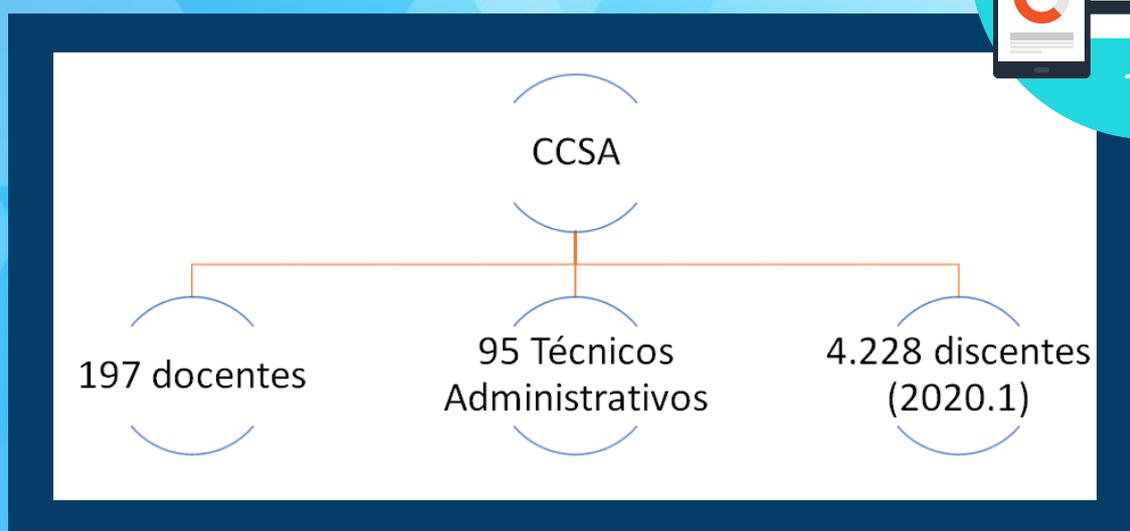 CCSA
197 docentes
95 Técnicos
Administrativos
4.228 discentes
(2020.1)